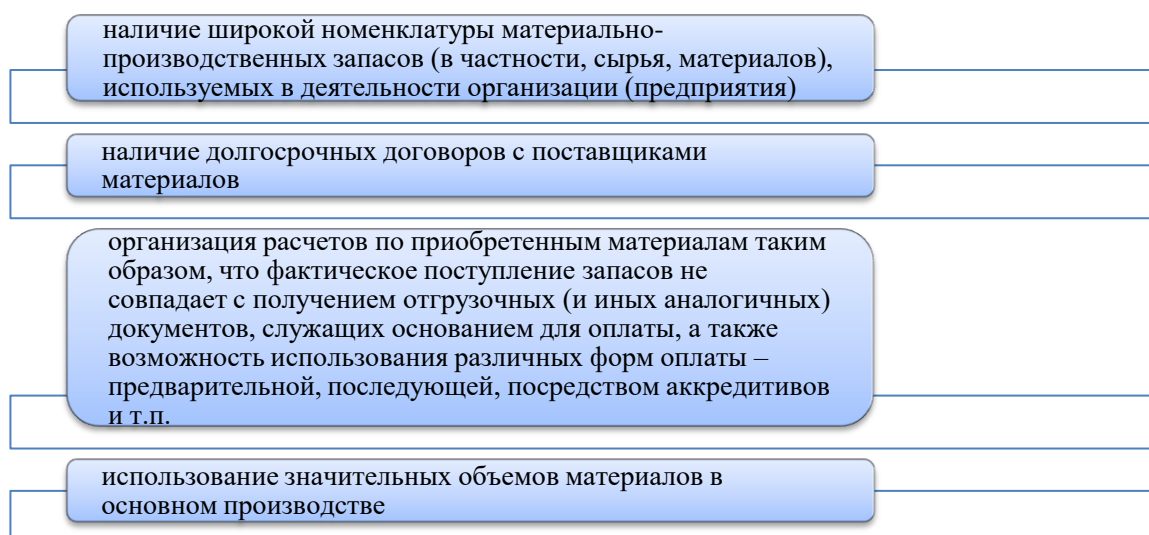 наличие широкой номенклатуры материально-
производственных запасов (в частности, сырья, материалов),
используемых в деятельности организации (предприятия)
наличие долгосрочных договоров с поставщиками
материалов
организация расчетов по приобретенным материалам таким
образом, что фактическое поступление запасов не
совпадает с получением отгрузочных (и иных аналогичных)
документов, служащих основанием для оплаты, а также
возможность использования различных форм оплаты –
предварительной, последующей, посредством аккредитивов
и т.п.
использование значительных объемов материалов в
основном производстве